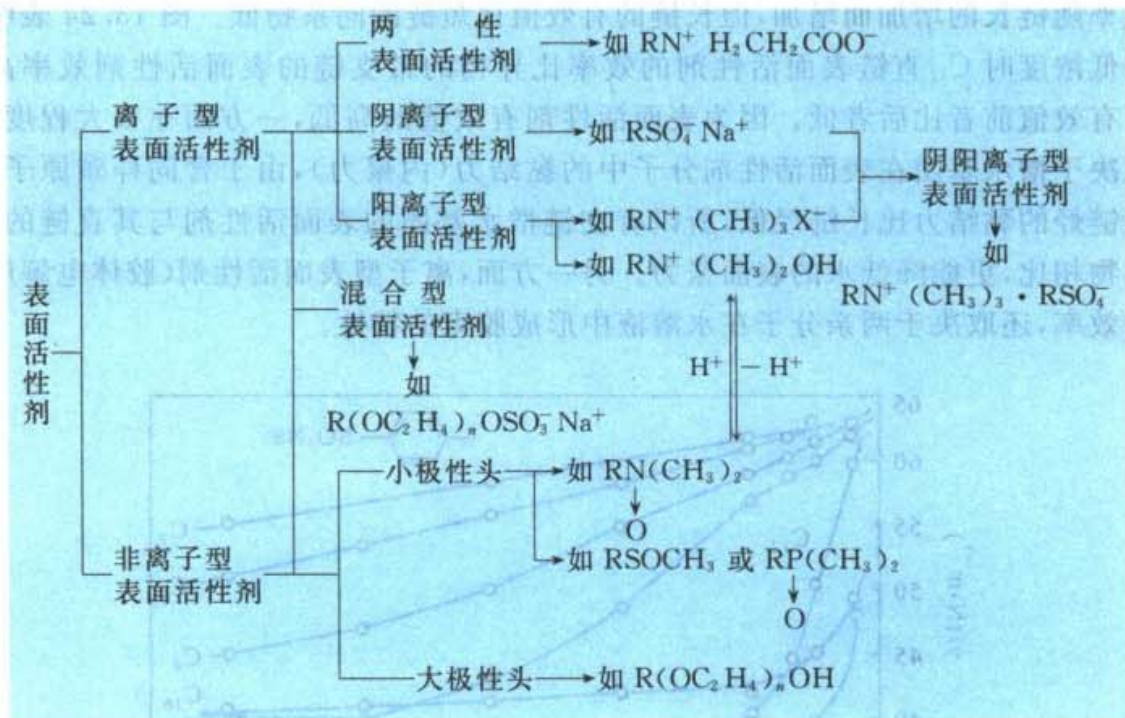 两 性
表面活性剂
如 RN⁺ H₂CH₂COO⁻
离 子 型
表面活性剂
阴离子型
表面活性剂
如 RSO₄⁻ Na⁺
阴阳离子型
表面活性剂
如
RN⁺ (CH₃)₃ · RSO₄⁻
阳离子型
表面活性剂
如 RN⁺ (CH₃)₃X⁻
如 RN⁺ (CH₃)₂OH
表面活性剂
混 合 型
表面活性剂
如
R(OC₂H₄)ₙOSO₃⁻Na⁺
H⁺ − H⁺
小极性头
如 RN(CH₃)₂
O
非离子型
表面活性剂
如 RSOCH₃ 或 RP(CH₃)₂
O
大极性头
如 R(OC₂H₄)ₙOH